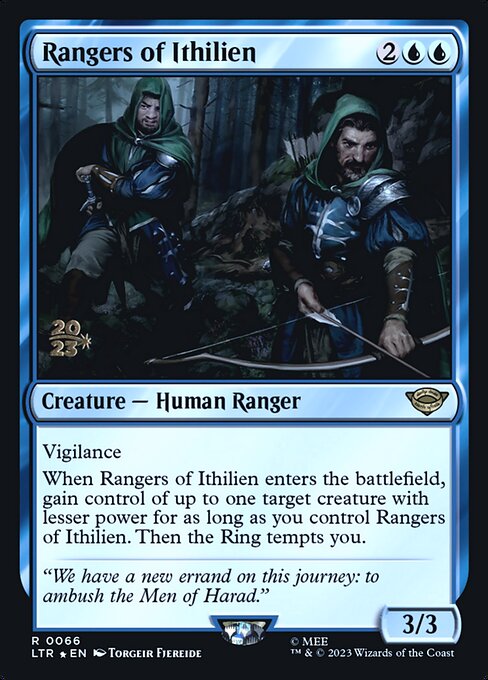 Rangers of Ithilien 2
20
23
Creature — Human Ranger
Vigilance
When Rangers of Ithilien enters the battlefield,
gain control of up to one target creature with
lesser power for as long as you control Rangers
of Ithilien. Then the Ring tempts you.
“We have a new errand on this journey: to
ambush the Men of Harad.”
3/3
R 0066
© MEE
LTR ★ EN Torgeir Fjereide
™ & © 2023 Wizards of the Coast